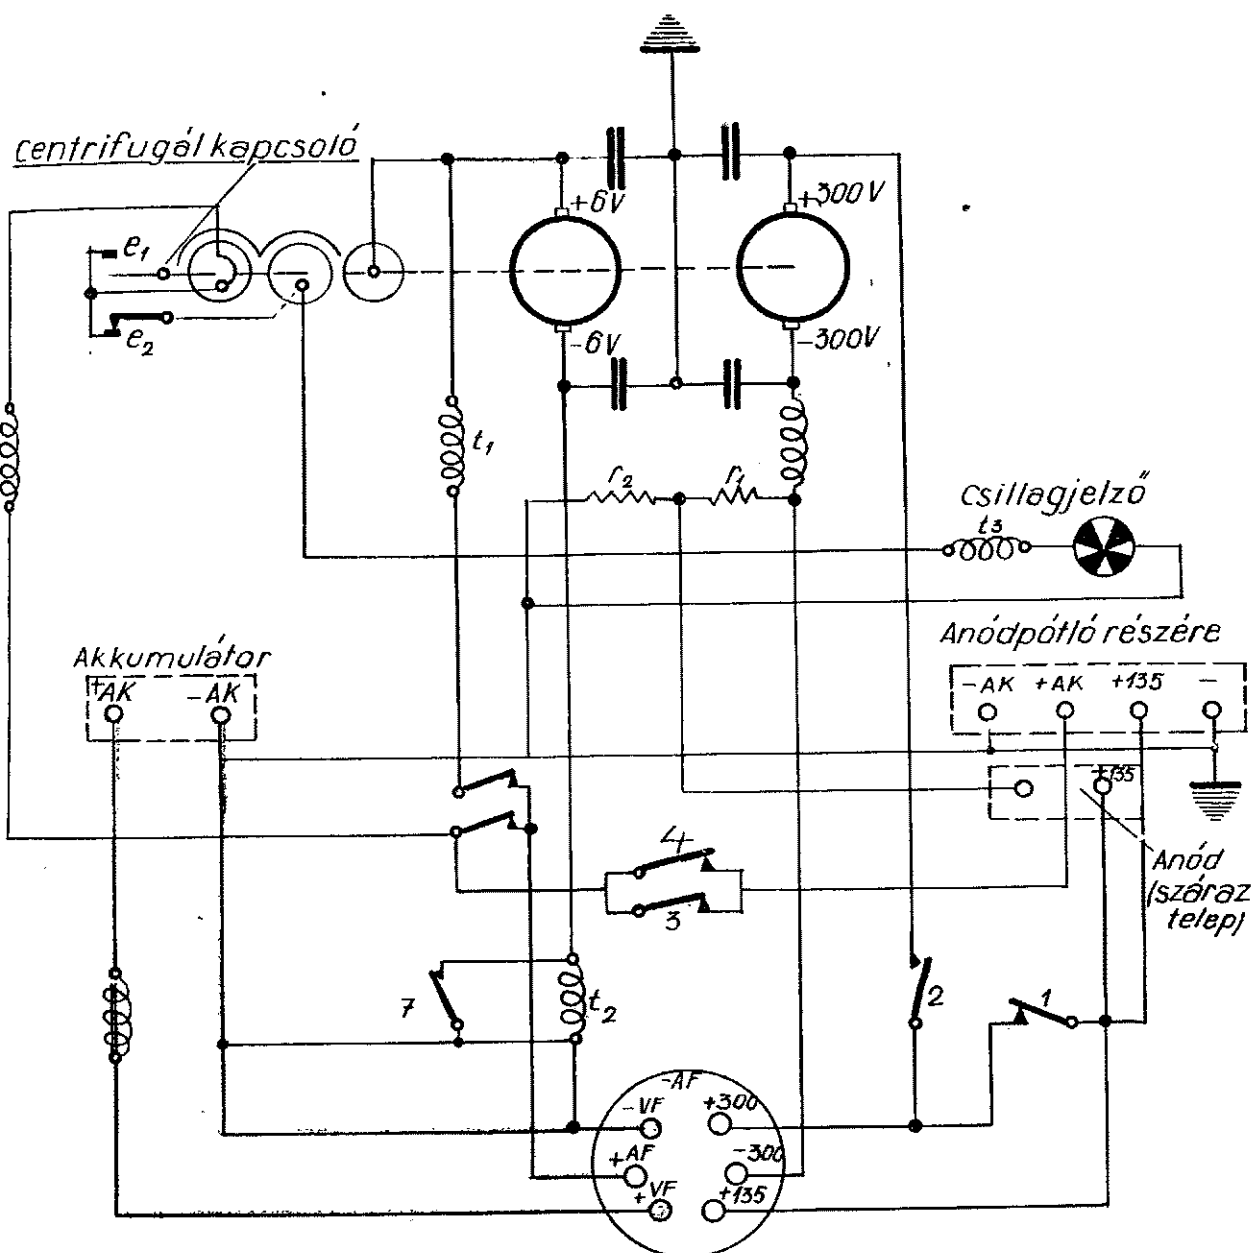 centrifugál kapcsoló
+6V
+300V
e1
e2
-6V
-300V
t1
r2
r1
Csillagjelző
t3
Anódpótló részére
Akkumulátor
+AK
-AK
-AK
+AK
+135
—
+135
4
3
Anód
(száraz
telep)
7
t2
2
1
-AF
-VF
+300
+AF
-300
+VF
+135